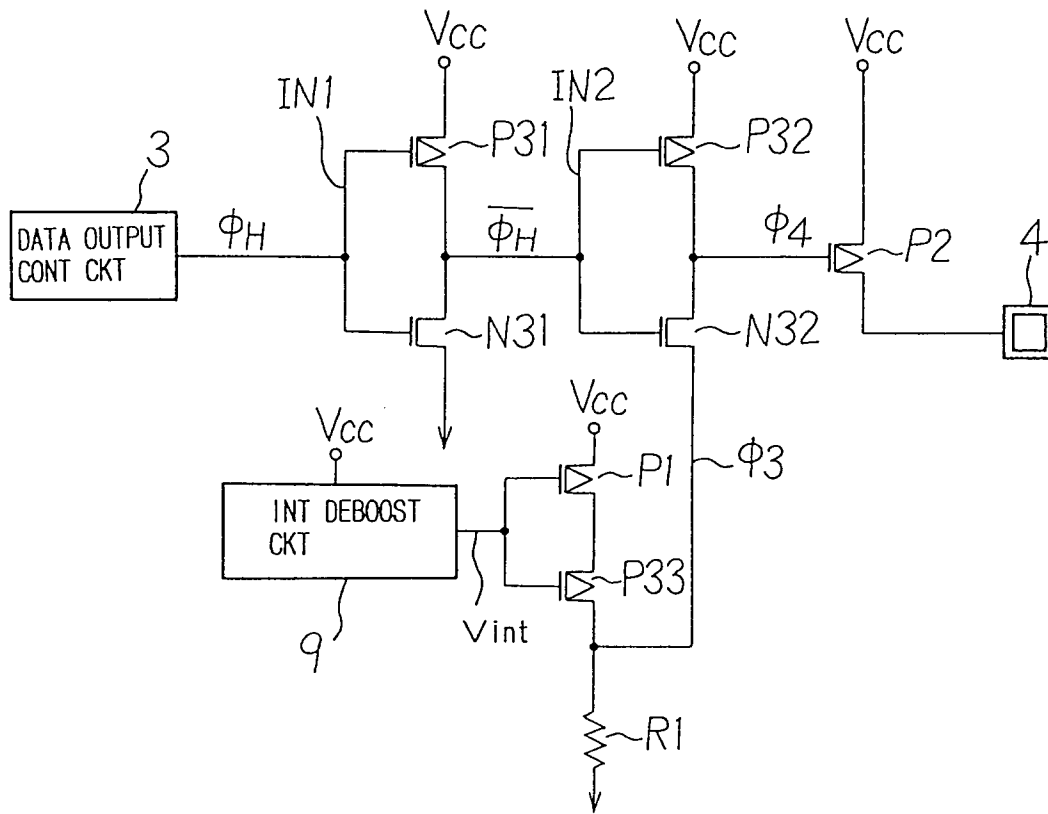 Vcc
Vcc
Vcc
IN1
IN2
P31
P32
3
DATA OUTPUT
CONT CKT
ϕH
ϕH̅
ϕ4
P2
4
N31
N32
Vcc
Vcc
P1
ϕ3
INT DEBOOST
CKT
P33
Vint
9
R1